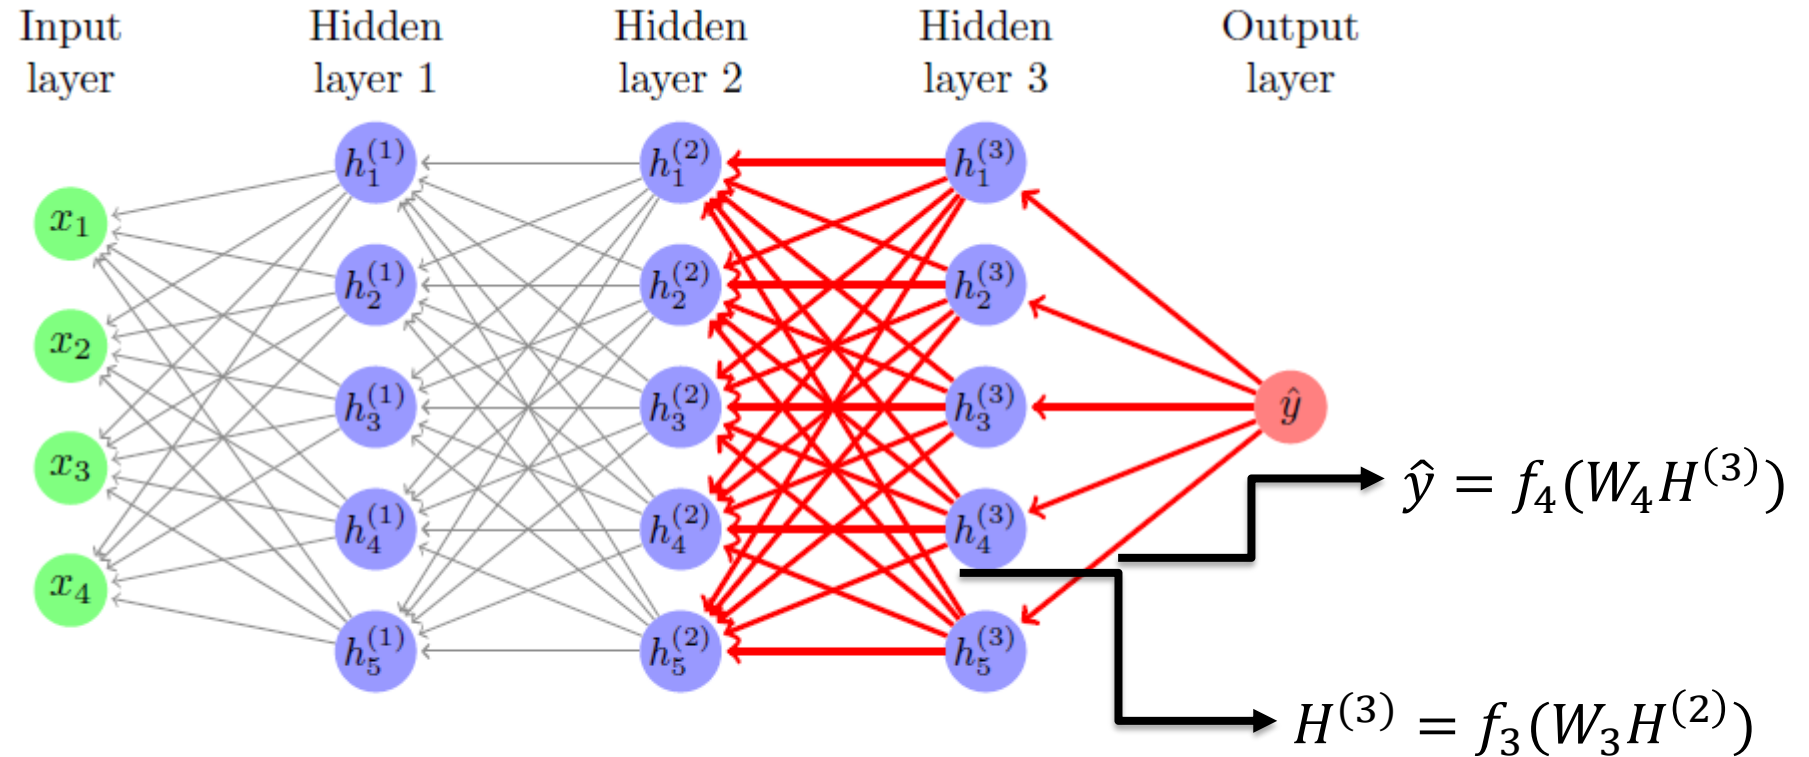 Input layer
Hidden layer 1
Hidden layer 2
Hidden layer 3
Output layer
x₁
x₂
x₃
x₄
h₁⁽¹⁾
h₂⁽¹⁾
h₃⁽¹⁾
h₄⁽¹⁾
h₅⁽¹⁾
h₁⁽²⁾
h₂⁽²⁾
h₃⁽²⁾
h₄⁽²⁾
h₅⁽²⁾
h₁⁽³⁾
h₂⁽³⁾
h₃⁽³⁾
h₄⁽³⁾
h₅⁽³⁾
ŷ
ŷ = f₄(W₄H⁽³⁾)
H⁽³⁾ = f₃(W₃H⁽²⁾)